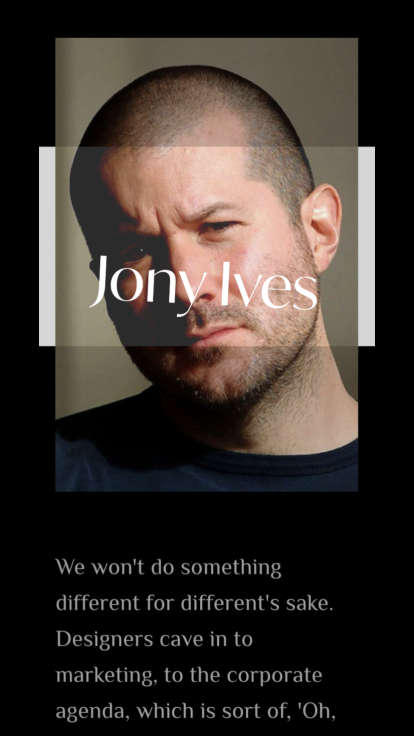 Jony Ives
We won't do something
different for different's sake.
Designers cave in to
marketing, to the corporate
agenda, which is sort of, 'Oh,